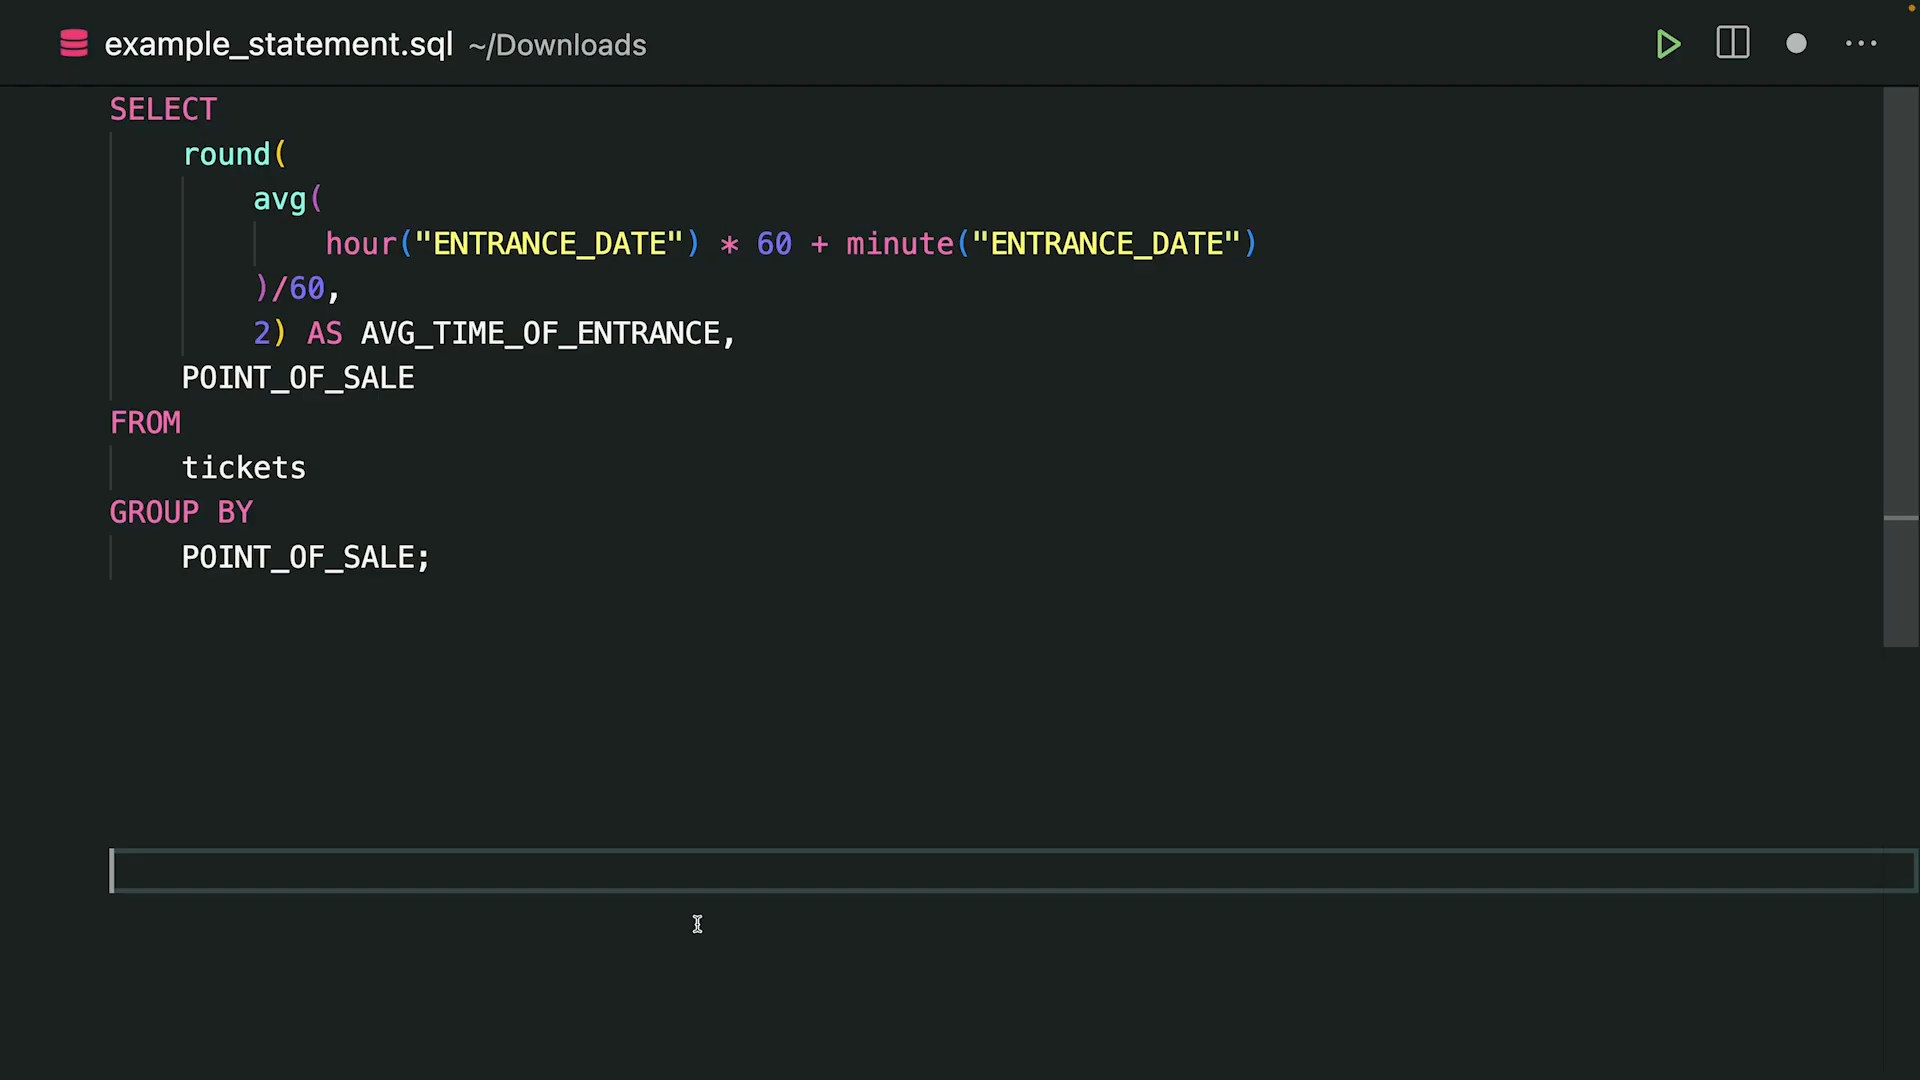 example_statement.sql ~/Downloads
SELECT
round(
avg(
hour("ENTRANCE_DATE") * 60 + minute("ENTRANCE_DATE")
)/60,
2) AS AVG_TIME_OF_ENTRANCE,
POINT_OF_SALE
FROM
tickets
GROUP BY
POINT_OF_SALE;